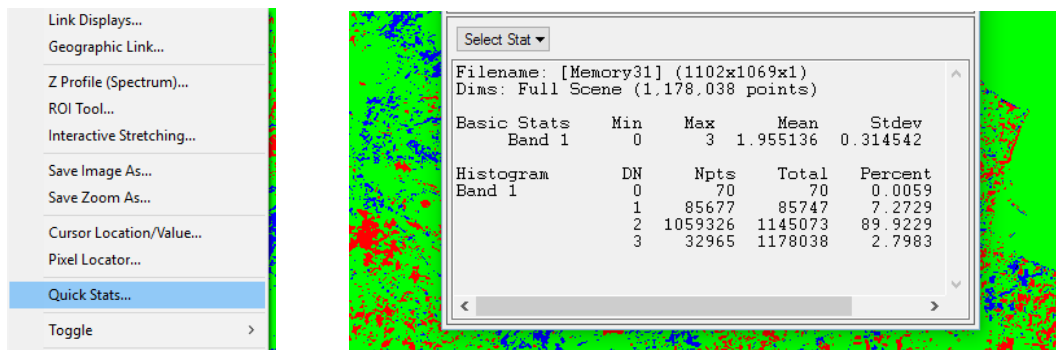 Link Displays...
Geographic Link...
Z Profile (Spectrum)...
ROI Tool...
Interactive Stretching...
Save Image As...
Save Zoom As...
Cursor Location/Value...
Pixel Locator...
Quick Stats...
Toggle
Select Stat
Filename: [Memory31] (1102x1069x1)
Dims: Full Scene (1,178,038 points)
Basic Stats Min Max Mean Stdev
Band 1 0 3 1.955136 0.314542
Histogram DN Npts Total Percent
Band 1 0 70 70 0.0059
1 85677 85747 7.2729
2 1059326 1145073 89.9229
3 32965 1178038 2.7983